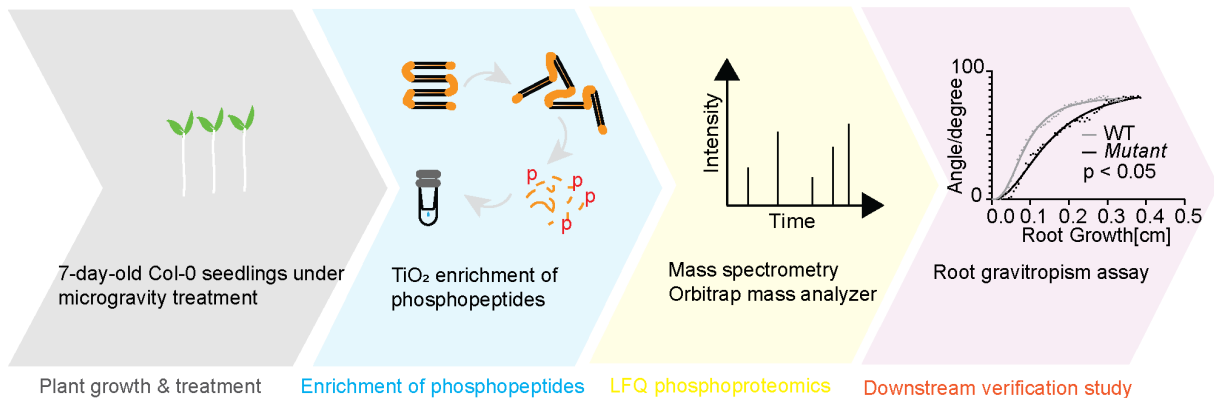 7-day-old Col-0 seedlings under
microgravity treatment
Plant growth & treatment
p
p
p
p
TiO₂ enrichment of
phosphopeptides
Enrichment of phosphopeptides
Intensity
Time
Mass spectrometry
Orbitrap mass analyzer
LFQ phosphoproteomics
100
0
Angle/degree
WT
Mutant
p < 0.05
0.0 0.1 0.2 0.3 0.4 0.5
Root Growth[cm]
Root gravitropism assay
Downstream verification study